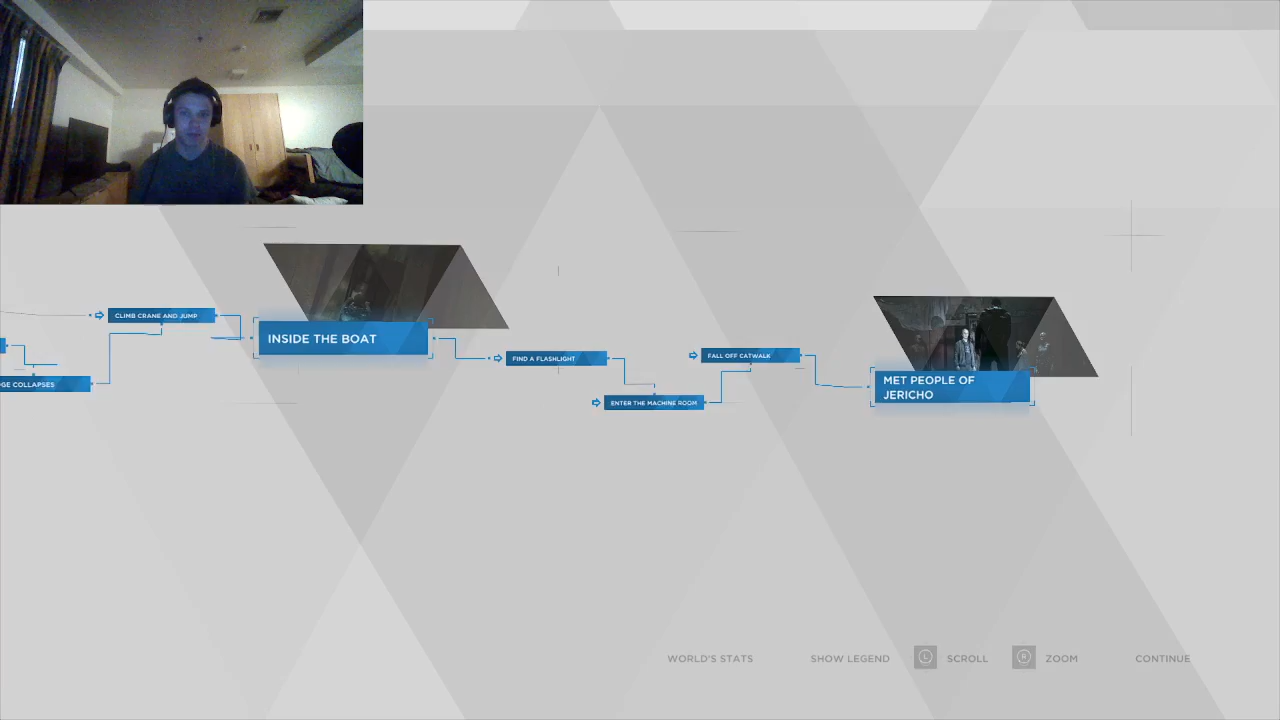 CLIMB CRANE AND JUMP
INSIDE THE BOAT
FIND A FLASHLIGHT
FALL OFF CATWALK
MET PEOPLE OF
JERICHO
GE COLLAPSES
ENTER THE MACHINE ROOM
WORLD'S STATS
SHOW LEGEND
L
SCROLL
R
ZOOM
CONTINUE